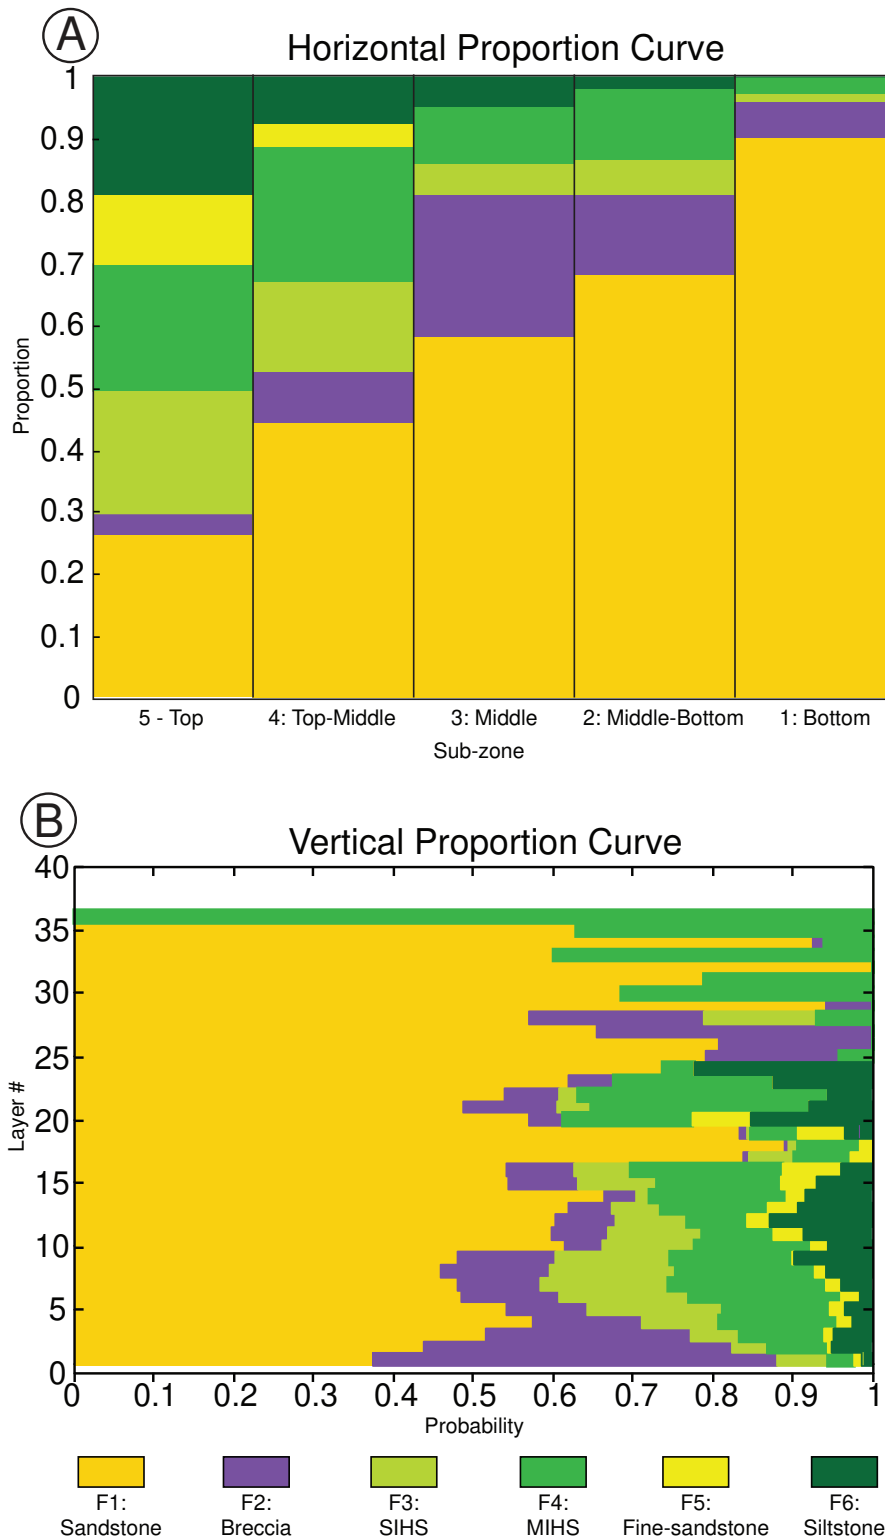 A
Horizontal Proportion Curve
1
0.9
0.8
0.7
0.6
0.5
0.4
0.3
0.2
0.1
0
Proportion
5 - Top 4: Top-Middle 3: Middle 2: Middle-Bottom 1: Bottom
Sub-zone
B
Vertical Proportion Curve
40
35
30
25
20
15
10
5
0
Layer #
0 0.1 0.2 0.3 0.4 0.5 0.6 0.7 0.8 0.9 1
Probability
F1: F2: F3: F4: F5: F6:
Sandstone Breccia SIHS MIHS Fine-sandstone Siltstone